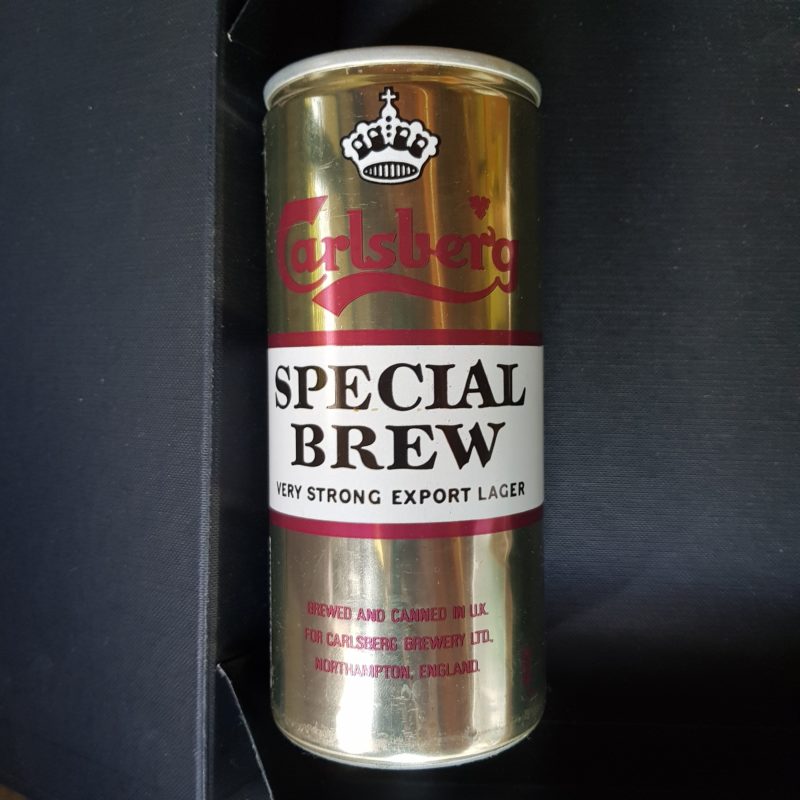 Carlsberg
SPECIAL
BREW
VERY STRONG EXPORT LAGER
BREWED AND CANNED IN U.K.
FOR CARLSBERG BREWERY LTD.
NORTHAMPTON, ENGLAND.